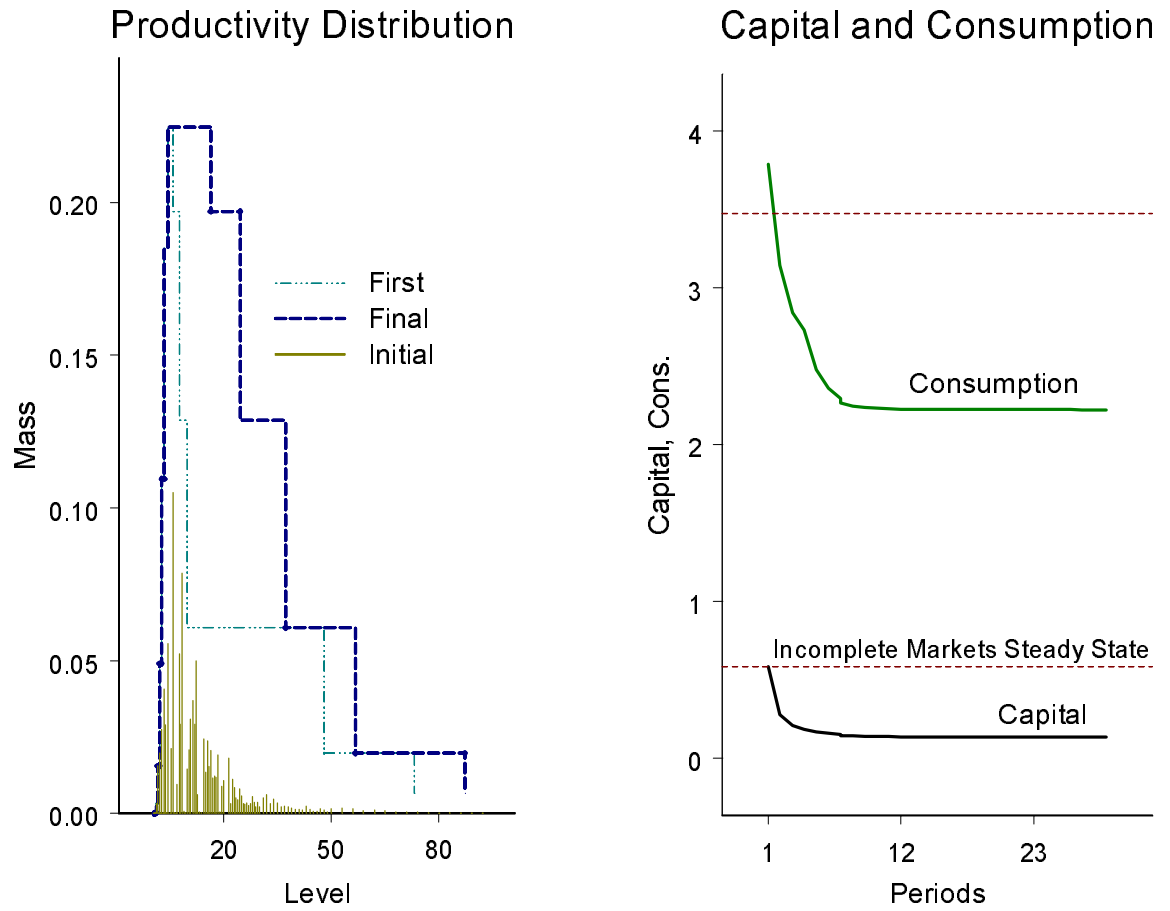 Productivity Distribution
0.20
0.15
0.10
0.05
0.00
Mass
First
Final
Initial
20 50 80
Level
Capital and Consumption
4
3
2
1
0
Capital, Cons.
Consumption
Incomplete Markets Steady State
Capital
1 12 23
Periods